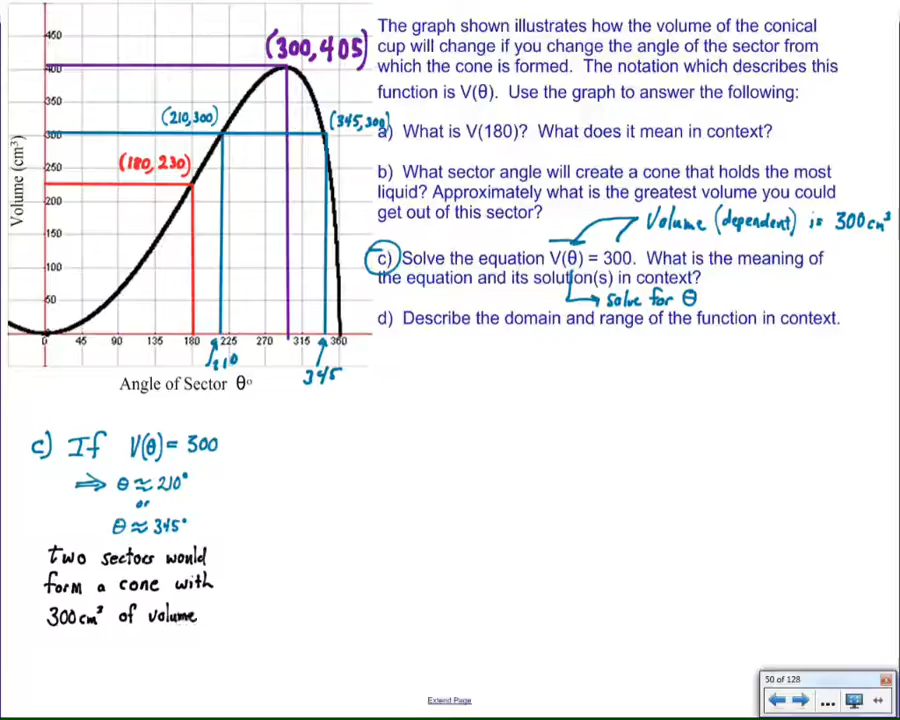 450
400
350
300
250
200
150
100
50
0
Volume (cm³)
0 45 90 135 180 225 270 315 360
Angle of Sector θ°
(300,405)
(210,300)
(345,300)
(180,230)
210
345
The graph shown illustrates how the volume of the conical
cup will change if you change the angle of the sector from
which the cone is formed. The notation which describes this
function is V(θ). Use the graph to answer the following:
a) What is V(180)? What does it mean in context?
b) What sector angle will create a cone that holds the most
liquid? Approximately what is the greatest volume you could
get out of this sector?
Volume (dependent) is 300cm³
c) Solve the equation V(θ) = 300. What is the meaning of
the equation and its solution(s) in context?
solve for θ
d) Describe the domain and range of the function in context.
c) If V(θ) = 300
⇒ θ ≈ 210°
or
θ ≈ 345°
two sectors would
form a cone with
300cm³ of volume
Extend Page
50 of 128
...